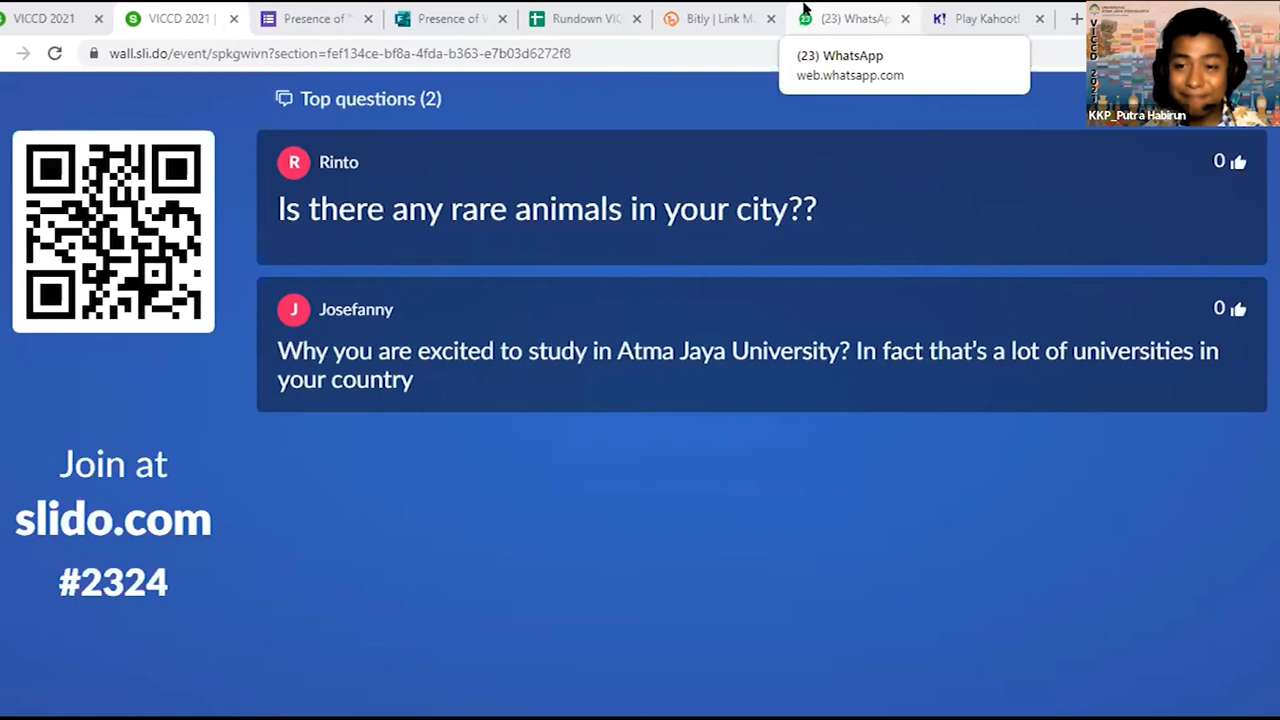 VICCD 2021
VICCD 2021 |
Presence of
Presence of
Rundown VIC
Bitly | Link M
(23) WhatsAp
Play Kahoot!
wall.sli.do/event/spkgwivn?section=fef134ce-bf8a-4fda-b363-e7b03d6272f8
(23) WhatsApp
web.whatsapp.com
VICCD 2021
KKP_Putra Habirun
Top questions (2)
R Rinto
0
Is there any rare animals in your city??
J Josefanny
0
Why you are excited to study in Atma Jaya University? In fact that's a lot of universities in
your country
Join at
slido.com
#2324